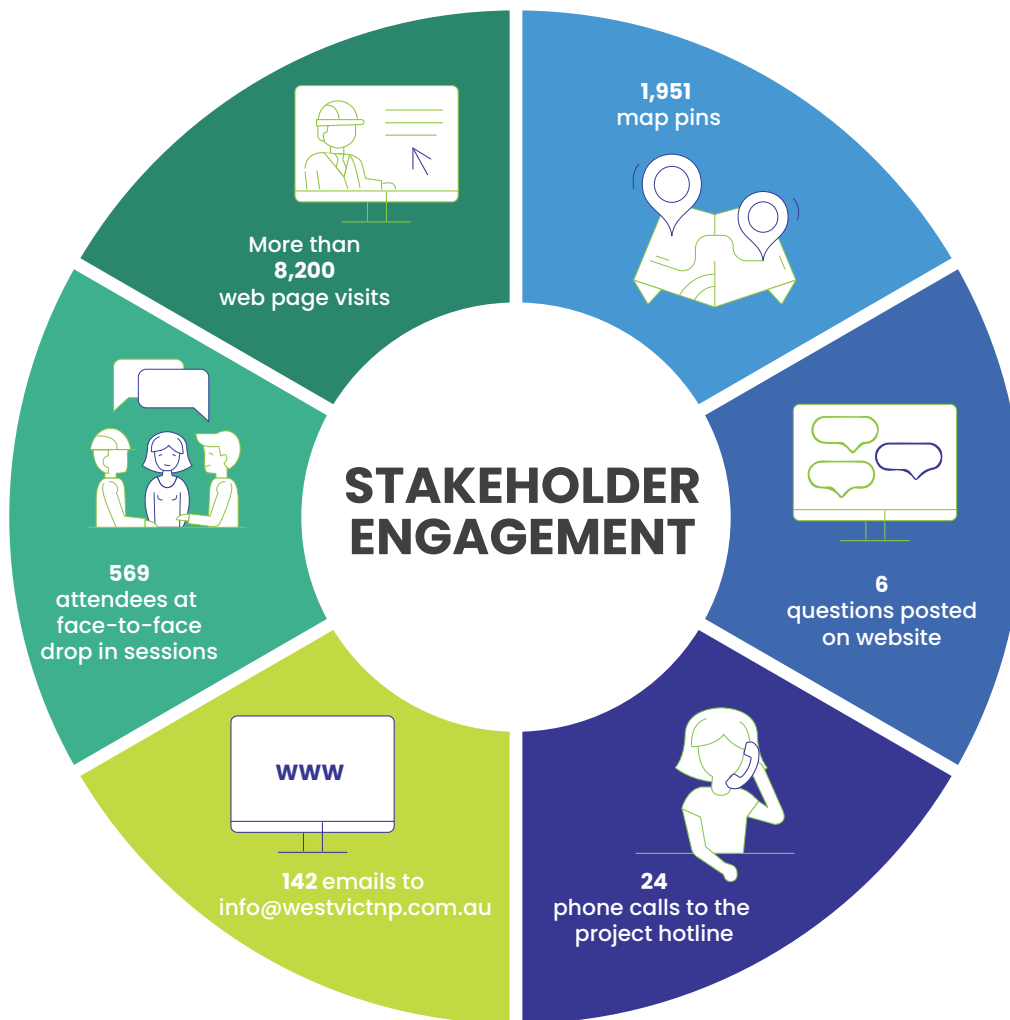 STAKEHOLDER
ENGAGEMENT
1,951
map pins
6
questions posted
on website
24
phone calls to the
project hotline
www
142 emails to
info@westvictnp.com.au
569
attendees at
face-to-face
drop in sessions
More than
8,200
web page visits